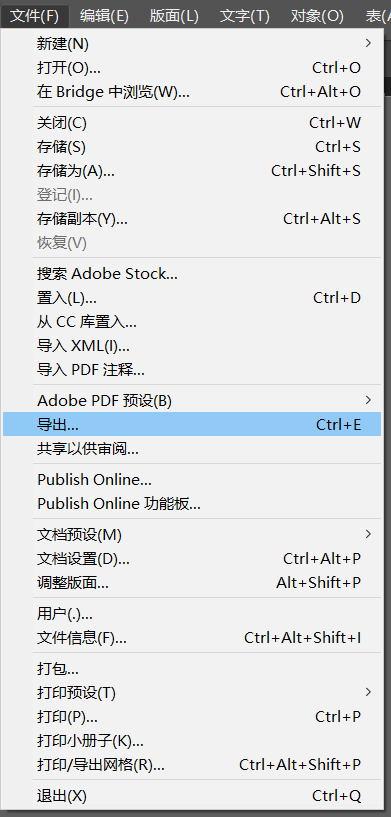 文件(F) 编辑(E) 版面(L) 文字(T) 对象(O) 表(
新建(N)
打开(O)... Ctrl+O
在 Bridge 中浏览(W)... Ctrl+Alt+O
关闭(C) Ctrl+W
存储(S) Ctrl+S
存储为(A)... Ctrl+Shift+S
登记(I)...
存储副本(Y)... Ctrl+Alt+S
恢复(V)
搜索 Adobe Stock...
置入(L)... Ctrl+D
从 CC 库置入...
导入 XML(I)...
导入 PDF 注释...
Adobe PDF 预设(B)
导出... Ctrl+E
共享以供审阅...
Publish Online...
Publish Online 功能板...
文档预设(M)
文档设置(D)... Ctrl+Alt+P
调整版面... Alt+Shift+P
用户(.)...
文件信息(F)... Ctrl+Alt+Shift+I
打包...
打印预设(T)
打印(P)... Ctrl+P
打印小册子(K)...
打印/导出网格(R)... Ctrl+Alt+Shift+P
退出(X) Ctrl+Q